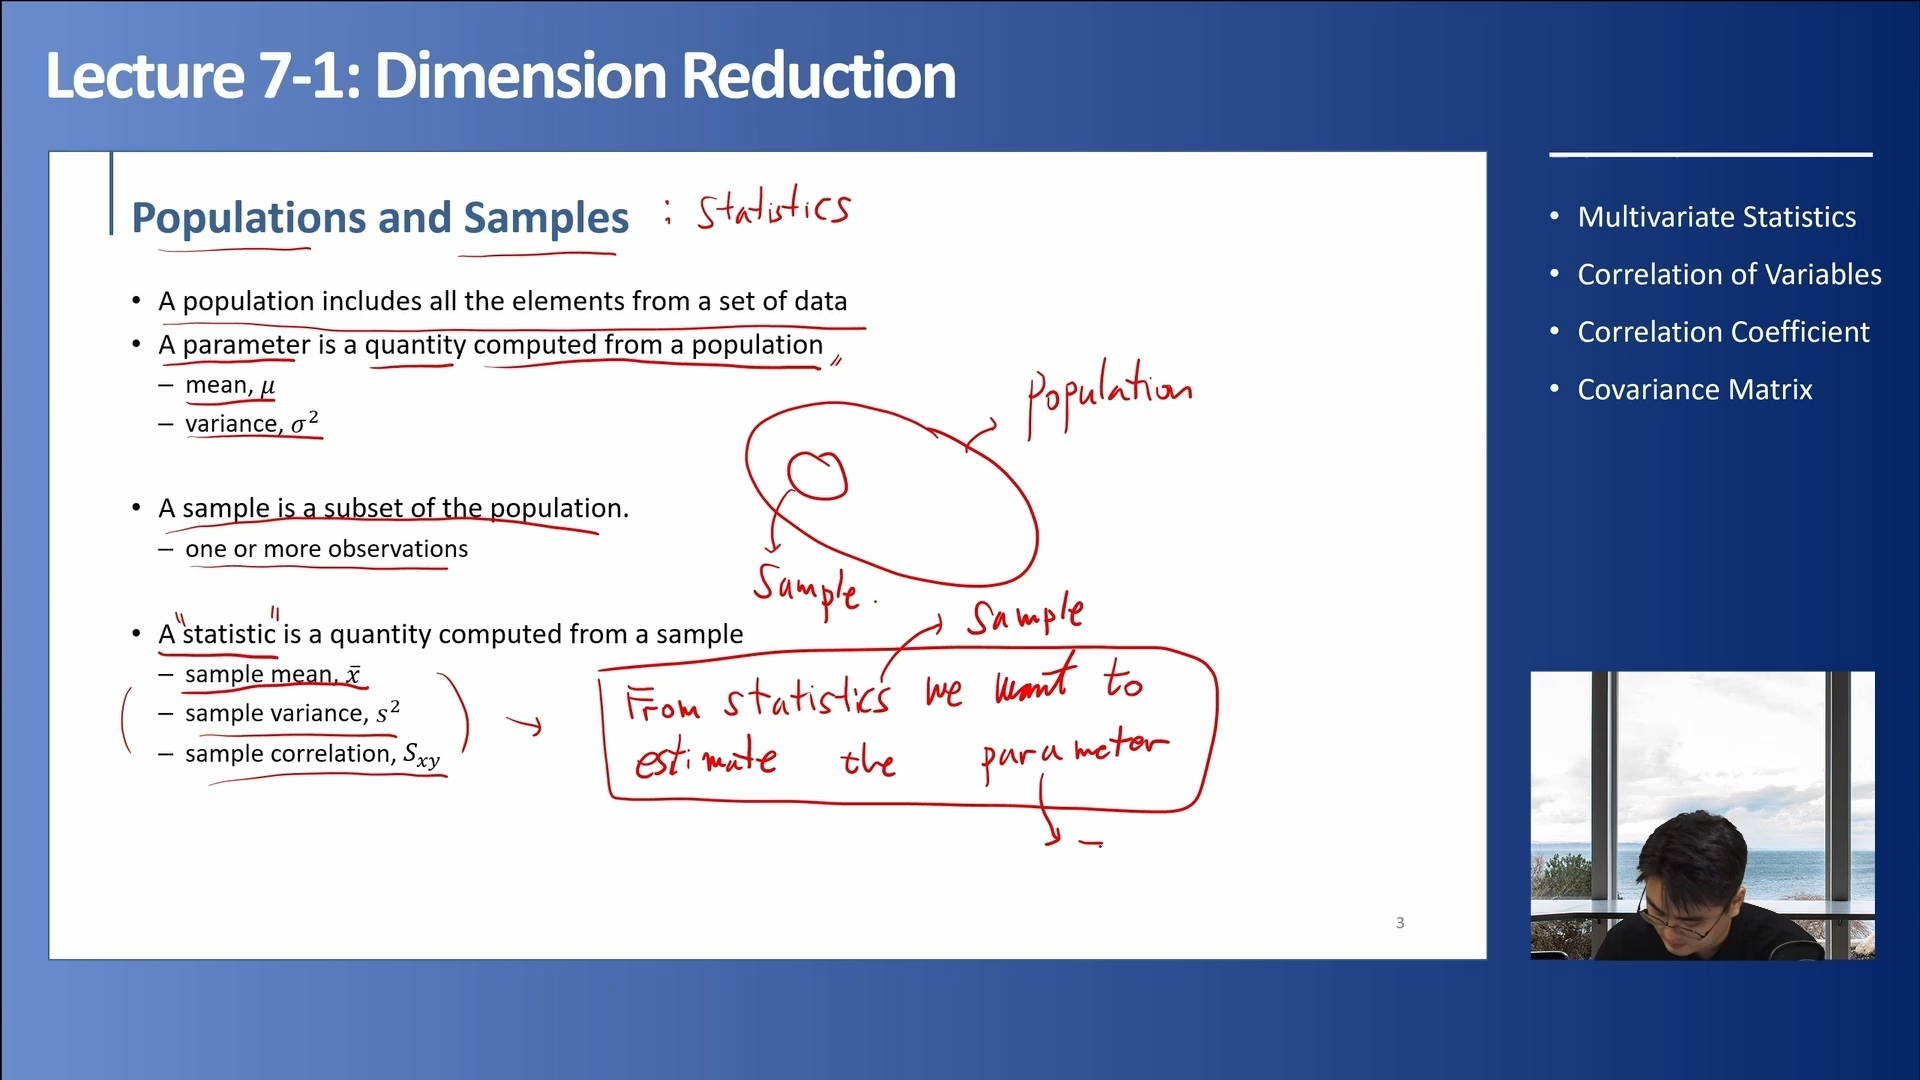 Lecture 7-1: Dimension Reduction
Populations and Samples : statistics
• A population includes all the elements from a set of data
• A parameter is a quantity computed from a population
– mean, μ
– variance, σ²
Population
• A sample is a subset of the population.
– one or more observations
Sample.
• A "statistic" is a quantity computed from a sample
– sample mean, x̄
– sample variance, s²
– sample correlation, Sxy
Sample
From statistics we want to
estimate the parameter
3
• Multivariate Statistics
• Correlation of Variables
• Correlation Coefficient
• Covariance Matrix